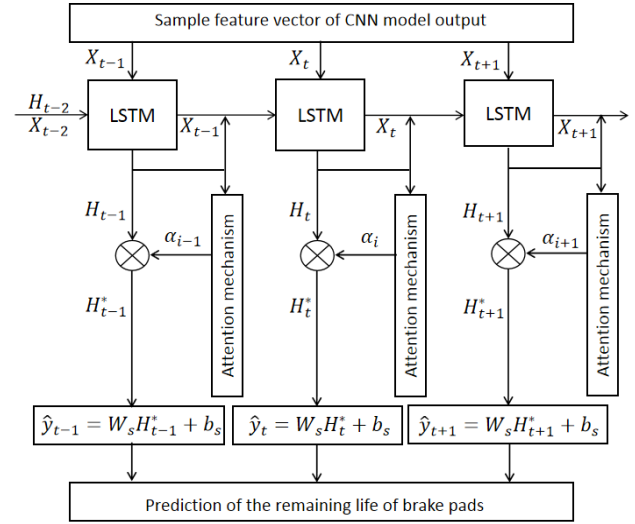 Sample feature vector of CNN model output
X_{t−1} X_t X_{t+1}
H_{t−2}
X_{t−2}
LSTM X_{t−1} LSTM X_t LSTM X_{t+1}
H_{t−1} α_{i−1} Attention mechanism
H_t α_i Attention mechanism
H_{t+1} α_{i+1} Attention mechanism
H*_{t−1} H*_t H*_{t+1}
ŷ_{t−1} = W_s H*_{t−1} + b_s
ŷ_t = W_s H*_t + b_s
ŷ_{t+1} = W_s H*_{t+1} + b_s
Prediction of the remaining life of brake pads